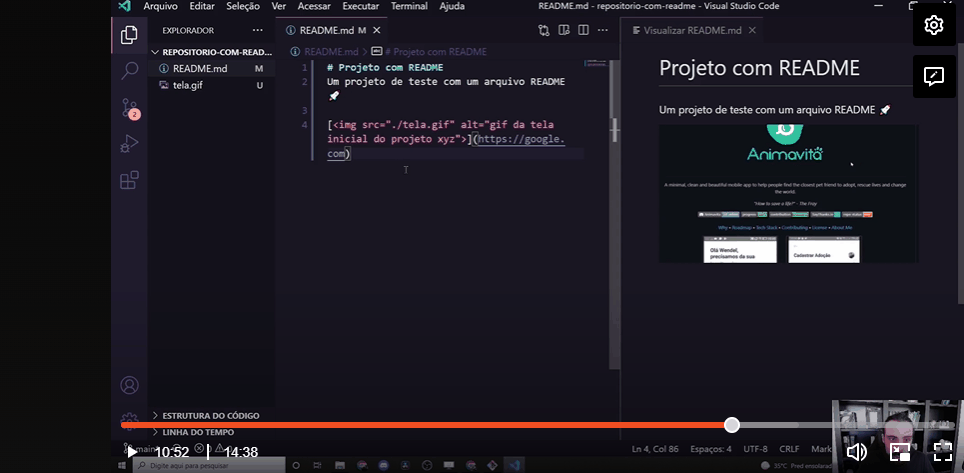 Arquivo Editar Seleção Ver Acessar Executar Terminal Ajuda
README.md - repositorio-com-readme - Visual Studio Code
EXPLORADOR
REPOSITORIO-COM-READ...
README.md M
tela.gif U
2
README.md M
README.md > # Projeto com README
1 # Projeto com README
2 Um projeto de teste com um arquivo README
🚀
3
4 [<img src="./tela.gif" alt="gif da tela
inicial do projeto xyz">](https://google.
com)
Visualizar README.md
Projeto com README
Um projeto de teste com um arquivo README 🚀
Animavita
A minimal, clean and beautiful mobile app to help people find the closest pet friend to adopt, rescue lives and change
the world.
"How to save a life?" - The Fray
Why • Roadmap • Tech Stack • Contributing • License • About Me
Olá Wendel,
precisamos da sua
Cadastrar Adoção
ESTRUTURA DO CÓDIGO
LINHA DO TEMPO
10:52 | 14:38
main
Ln 4, Col 86 Espaços: 4 UTF-8 CRLF Mark
Digite aqui para pesquisar
35°C Pred ensolarado